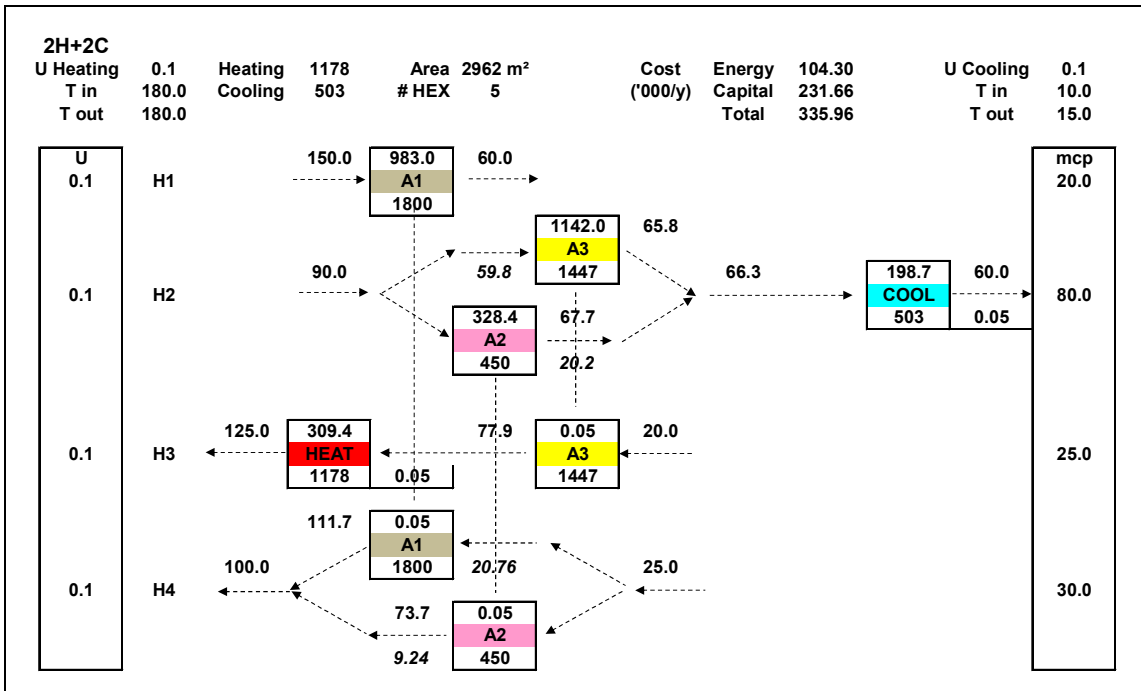 2H+2C
U Heating 0.1 Heating 1178 Area 2962 m² Cost Energy 104.30 U Cooling 0.1
T in 180.0 Cooling 503 # HEX 5 ('000/y) Capital 231.66 T in 10.0
T out 180.0 Total 335.96 T out 15.0
U 150.0 983.0 60.0 mcp
0.1 H1 A1 20.0
1800
1142.0 65.8
A3
90.0 59.8 1447 66.3 198.7 60.0
0.1 H2 COOL 80.0
328.4 67.7 503 0.05
A2
450 20.2
125.0 309.4 77.9 0.05 20.0
0.1 H3 HEAT A3 25.0
1178 0.05 1447
111.7 0.05
A1
100.0 1800 20.76 25.0
0.1 H4 30.0
73.7 0.05
A2
9.24 450